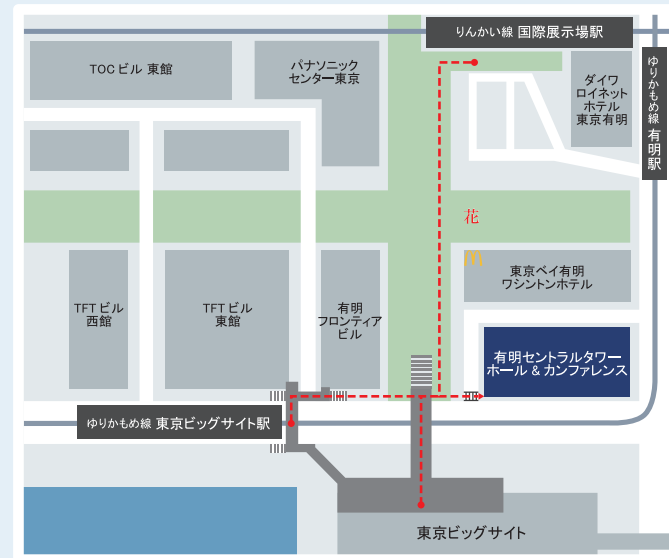 りんかい線 国際展示場駅
TOCビル 東館
パナソニック
センター東京
ダイワ
ロイネット
ホテル
東京有明
ゆりかもめ線 有明駅
花
東京ベイ有明
ワシントンホテル
TFTビル
西館
TFTビル
東館
有明
フロンティア
ビル
有明セントラルタワー
ホール & カンファレンス
ゆりかもめ線 東京ビッグサイト駅
東京ビッグサイト